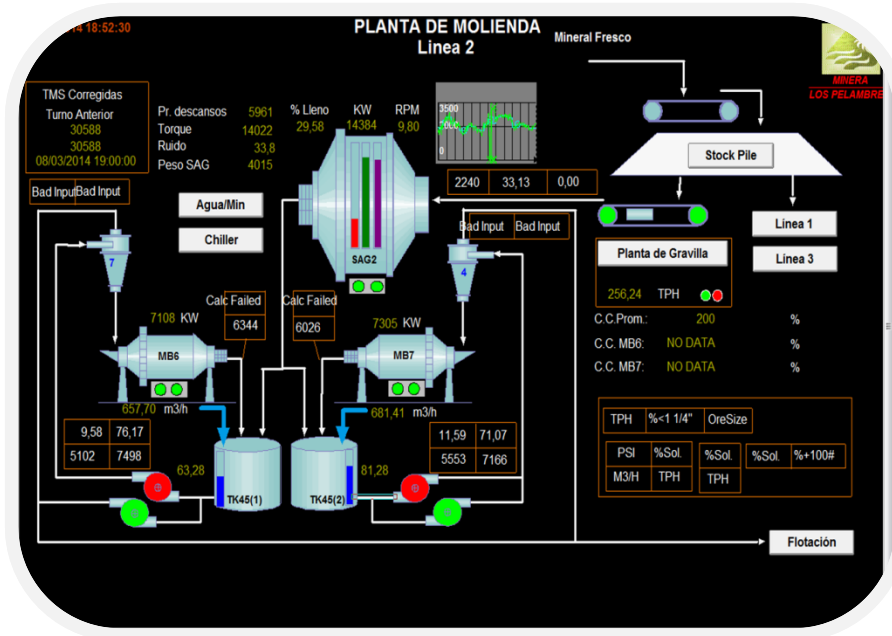 14 18:52:30
PLANTA DE MOLIENDA
Linea 2
Mineral Fresco
MINERA
LOS PELAMBRE
TMS Corregidas
Turno Anterior
30588
30588
08/03/2014 19:00:00
Pr. descansos 5961
Torque 14022
Ruido 33,8
Peso SAG 4015
% Lleno KW RPM
29,58 14384 9,80
3500
2000
0
Stock Pile
2240 33,13 0,00
Bad Input Bad Input
Agua/Min
Chiller
SAG2
Bad Input Bad Input
Línea 1
Línea 3
Planta de Gravilla
256,24 TPH
7
4
C.C.Prom.: 200 %
C.C. MB6: NO DATA %
C.C. MB7: NO DATA %
Calc Failed
6344
Calc Failed
6026
7108 KW
7305 KW
MB6
MB7
657,70 m3/h
681,41 m3/h
9,58 76,17
5102 7498
11,59 71,07
5553 7166
63,28
81,28
TK45(1)
TK45(2)
TPH %<1 1/4" OreSize
PSI %Sol. %Sol. %Sol. %+100#
M3/H TPH TPH
Flotación